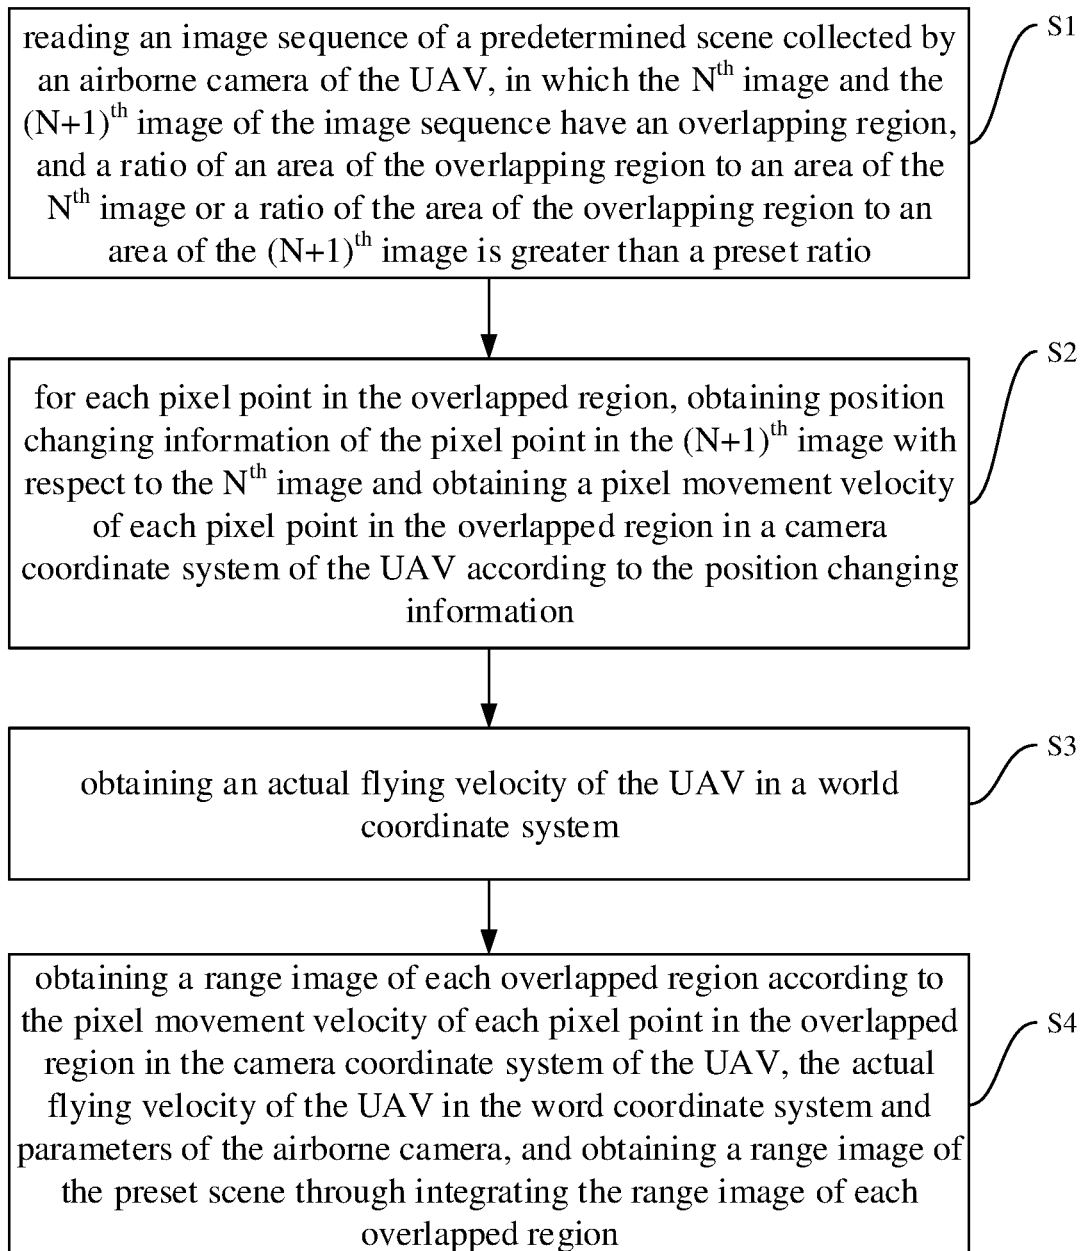 reading an image sequence of a predetermined scene collected by
an airborne camera of the UAV, in which the Nth image and the
(N+1)th image of the image sequence have an overlapping region,
and a ratio of an area of the overlapping region to an area of the
Nth image or a ratio of the area of the overlapping region to an
area of the (N+1)th image is greater than a preset ratio
S1
for each pixel point in the overlapped region, obtaining position
changing information of the pixel point in the (N+1)th image with
respect to the Nth image and obtaining a pixel movement velocity
of each pixel point in the overlapped region in a camera
coordinate system of the UAV according to the position changing
information
S2
obtaining an actual flying velocity of the UAV in a world
coordinate system
S3
obtaining a range image of each overlapped region according to
the pixel movement velocity of each pixel point in the overlapped
region in the camera coordinate system of the UAV, the actual
flying velocity of the UAV in the word coordinate system and
parameters of the airborne camera, and obtaining a range image of
the preset scene through integrating the range image of each
overlapped region
S4